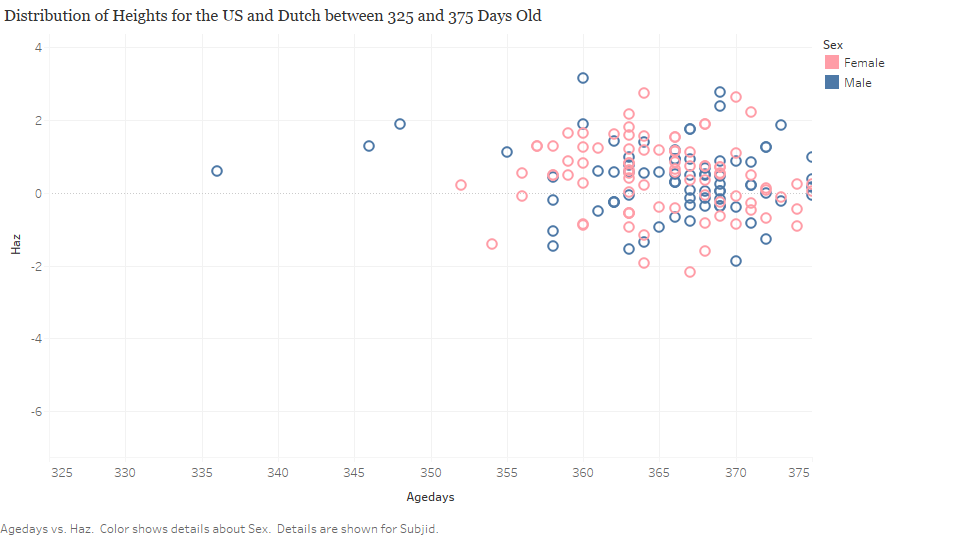 Distribution of Heights for the US and Dutch between 325 and 375 Days Old
Sex
Female
Male
4
2
0
-2
-4
-6
Haz
325 330 335 340 345 350 355 360 365 370 375
Agedays
Agedays vs. Haz. Color shows details about Sex. Details are shown for Subjid.